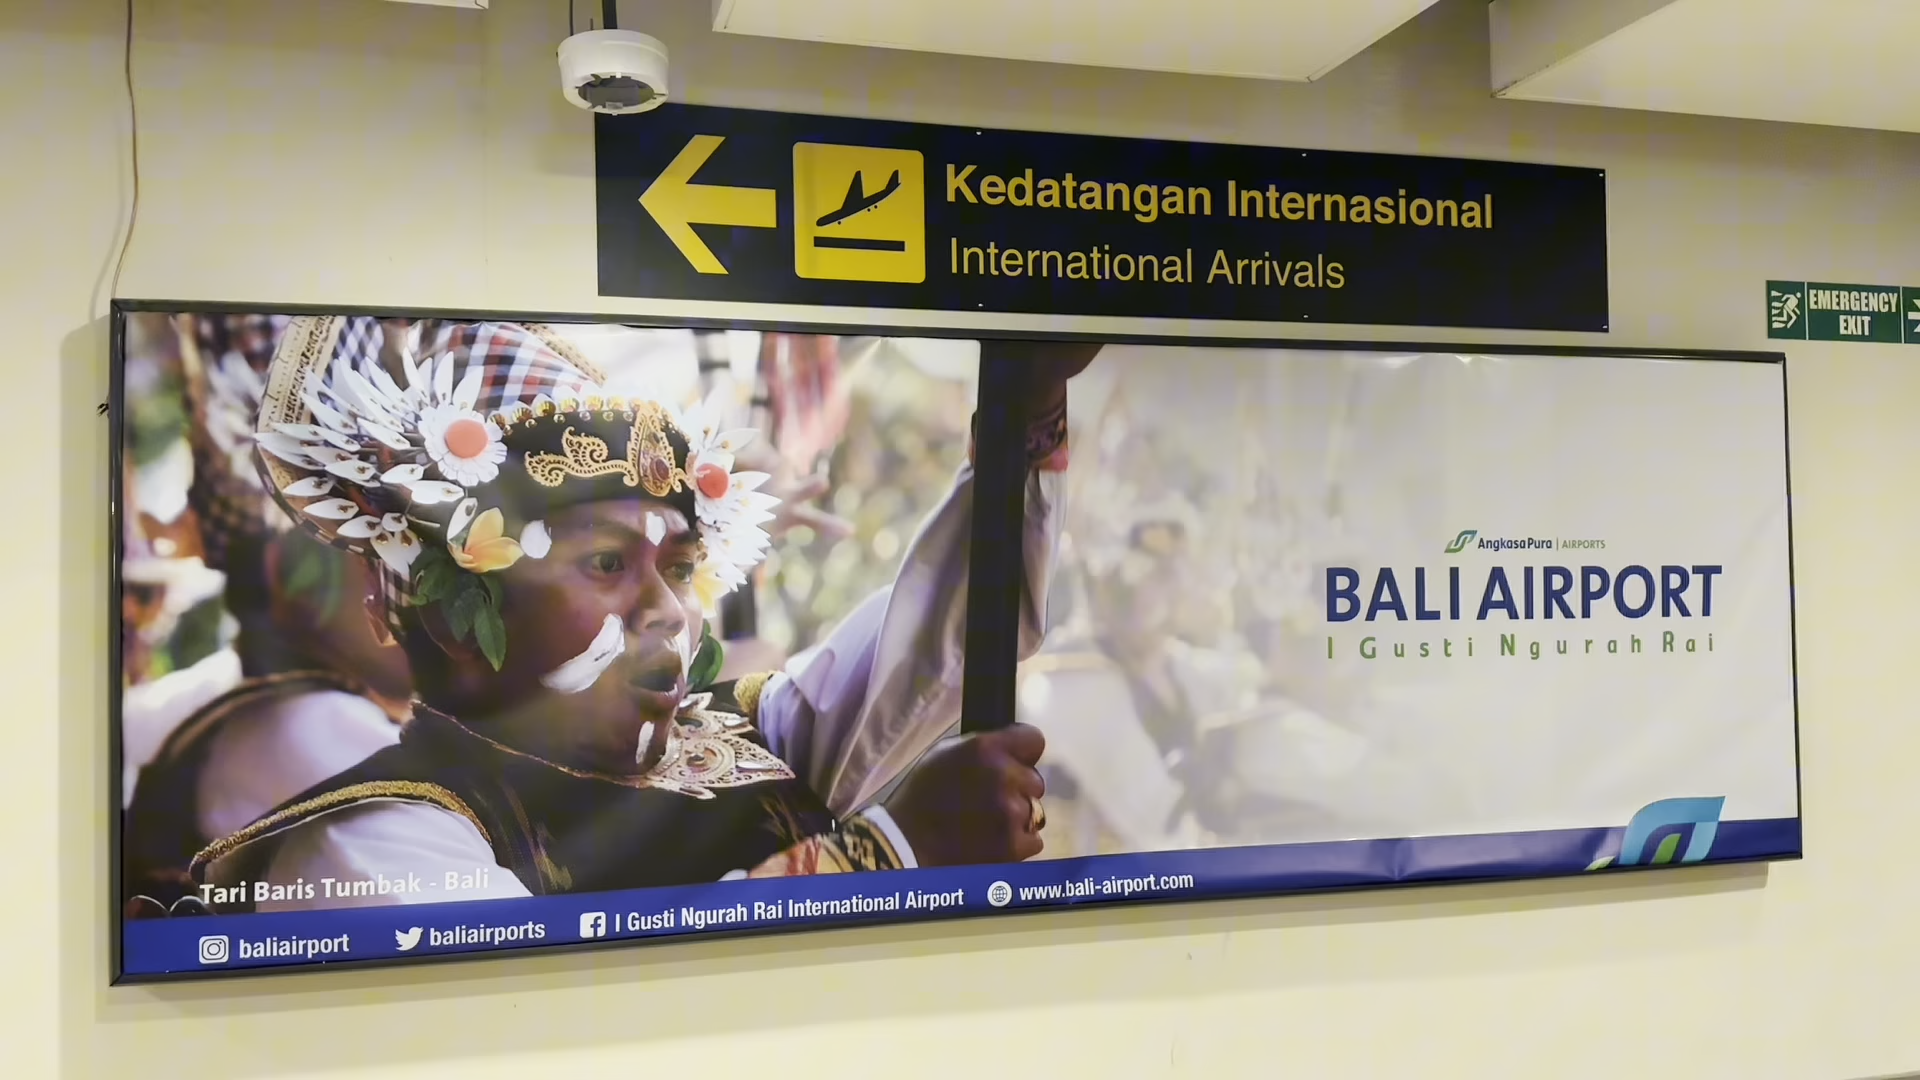 Kedatangan Internasional
International Arrivals
EMERGENCY
EXIT
AngkasaPura | AIRPORTS
BALI AIRPORT
I Gusti Ngurah Rai
Tari Baris Tumbak - Bali
baliairport
baliairports
I Gusti Ngurah Rai International Airport
www.bali-airport.com